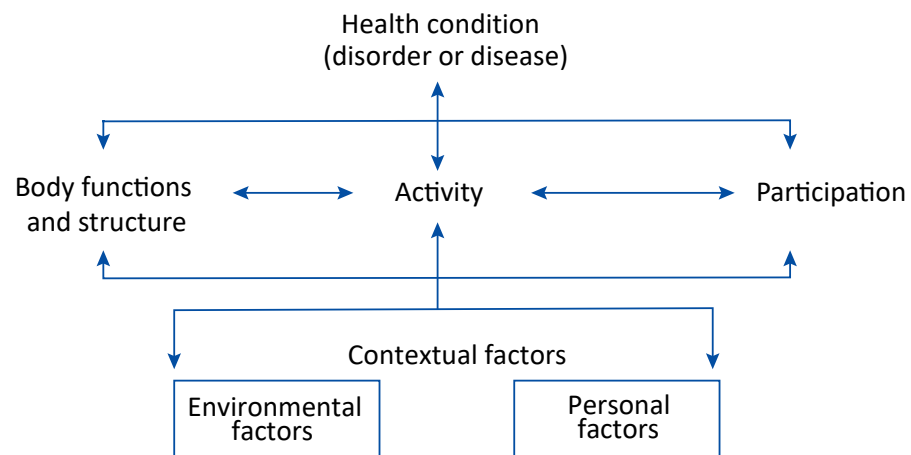 Health condition
(disorder or disease)
Body functions
and structure
Activity
Participation
Contextual factors
Environmental
factors
Personal
factors